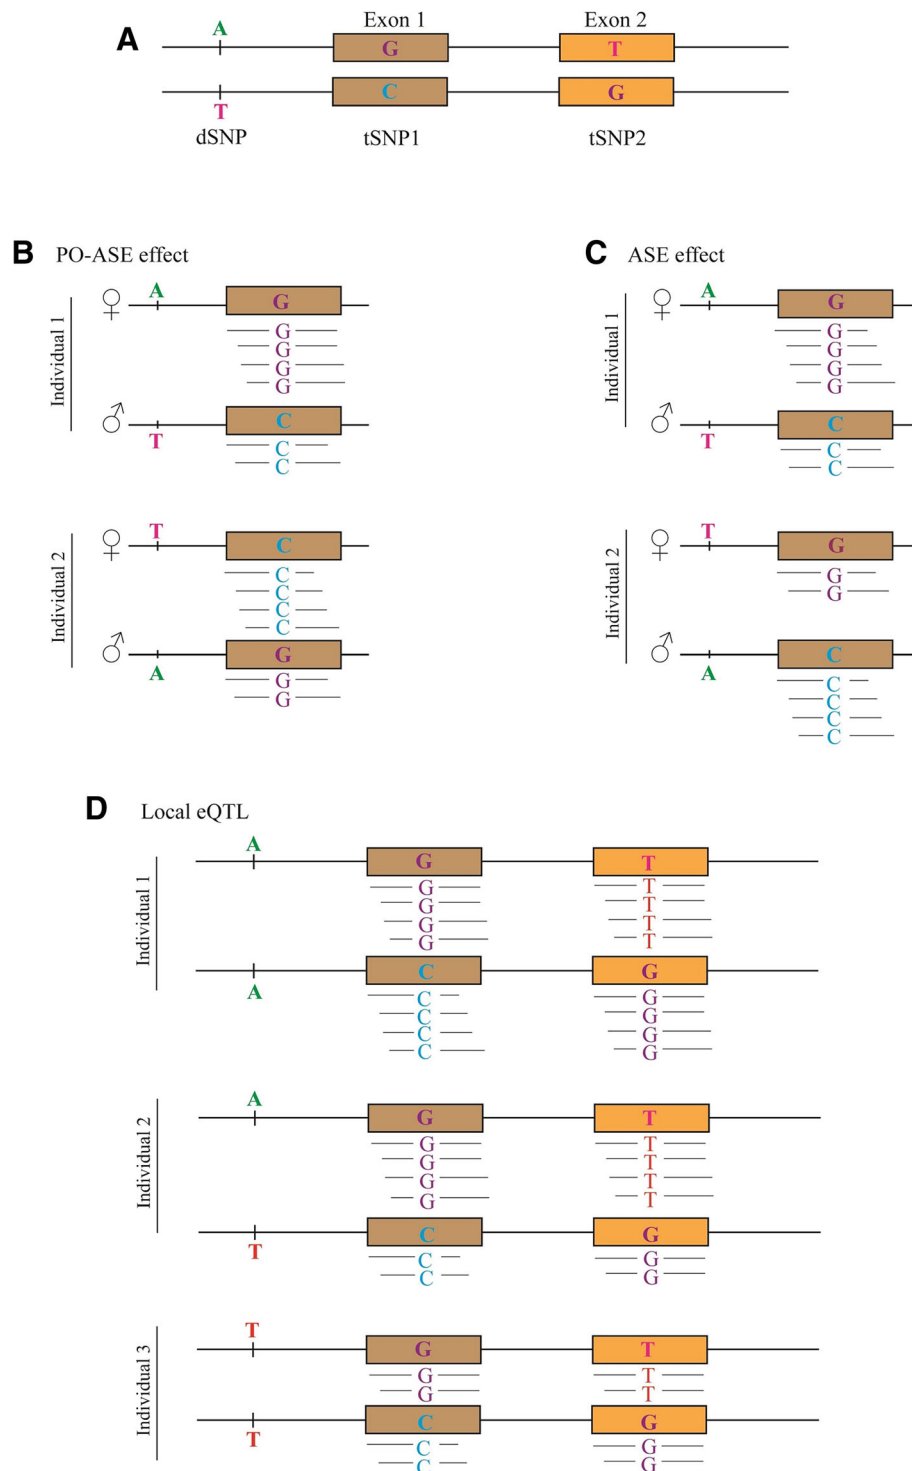 A
A
Exon 1
Exon 2
G
T
C
G
T
dSNP
tSNP1
tSNP2
B
PO-ASE effect
Individual 1
A
G
G
G
G
G
C
T
C
C
Individual 2
T
C
C
C
C
C
G
A
G
G
C
ASE effect
Individual 1
A
G
G
G
G
G
C
T
C
C
Individual 2
T
G
G
G
C
A
C
C
C
C
D
Local eQTL
Individual 1
A
G T
G T
G T
G T
G T
C G
A
C G
C G
C G
C G
Individual 2
A
G T
G T
G T
G T
G T
C G
T
C G
C G
Individual 3
T
G T
G T
G T
C G
T
C G
C G